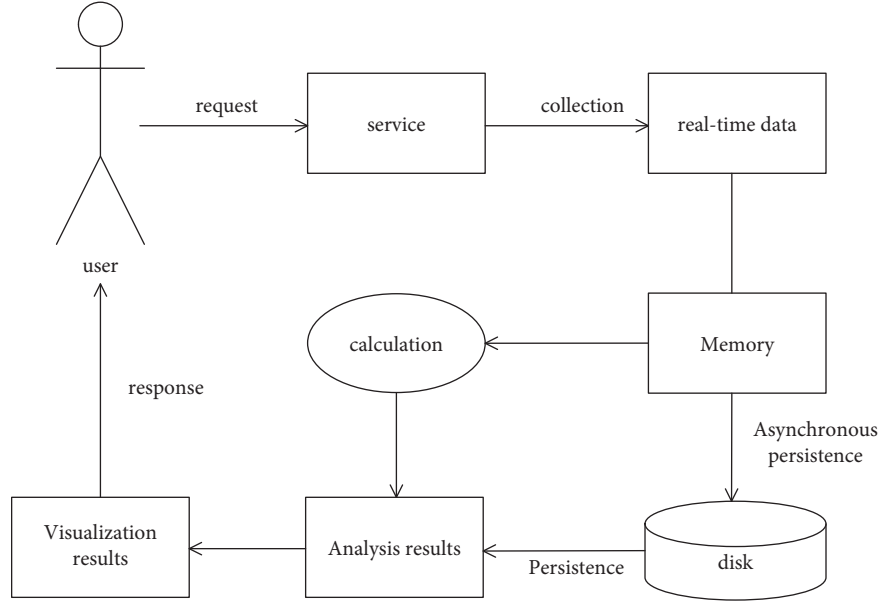 request
service
collection
real-time data
user
calculation
Memory
response
Asynchronous
persistence
Visualization
results
Analysis results
Persistence
disk